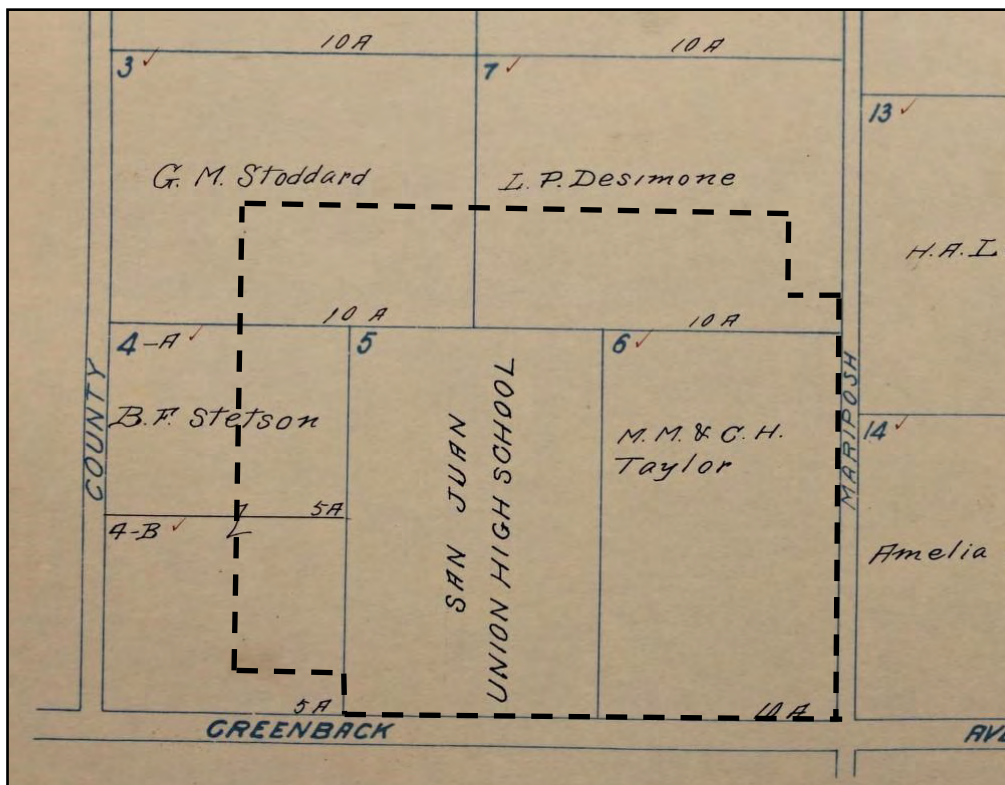 10A
10A
3
7
13
G. M. Stoddard
L. P. Desimone
H. A. L
10A
10A
4-A
5
6
14
B. F. Stetson
SAN JUAN
UNION HIGH SCHOOL
M. M. & C. H.
Taylor
COUNTY
MARIPOSH
5A
4-B
Amelia
5A
10A
GREENBACK
AVE